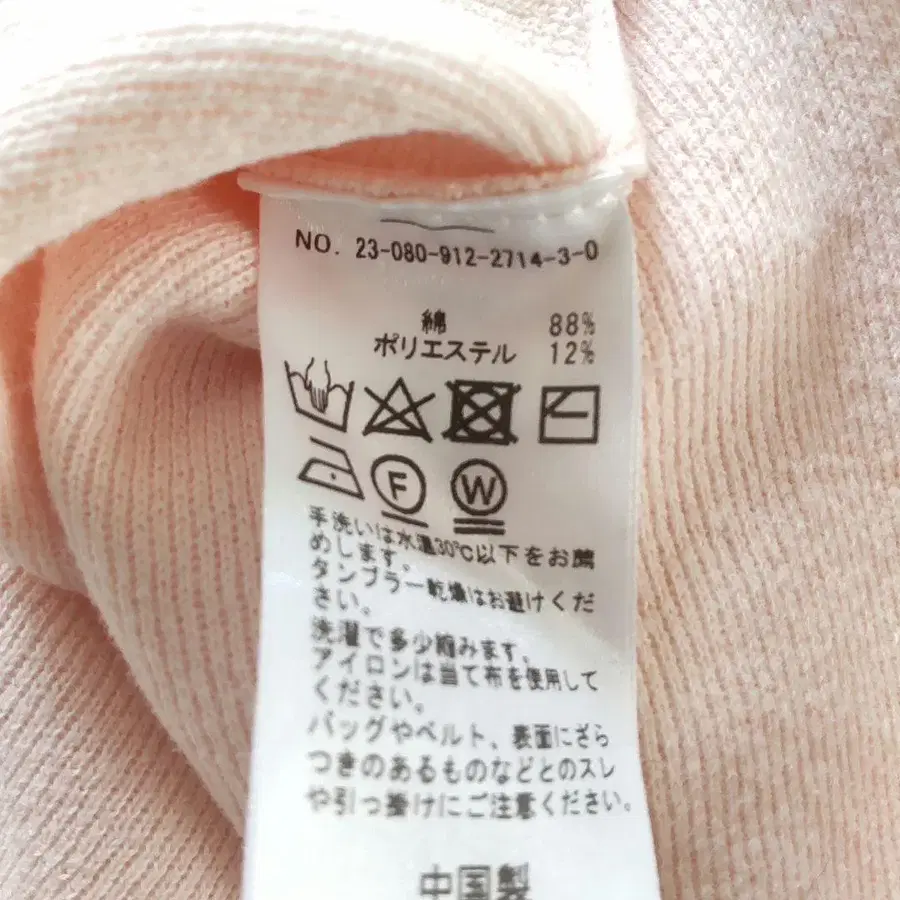 NO. 23-080-912-2714-3-0
綿 88%
ポリエステル 12%
F W
手洗いは水温30℃以下をお薦
めします。
タンブラー乾燥はお避けくだ
さい。
洗濯で多少縮みます。
アイロンは当て布を使用して
ください。
バッグやベルト、表面にざら
つきのあるものなどとのスレ
や引っ掛けにご注意ください。
中国製